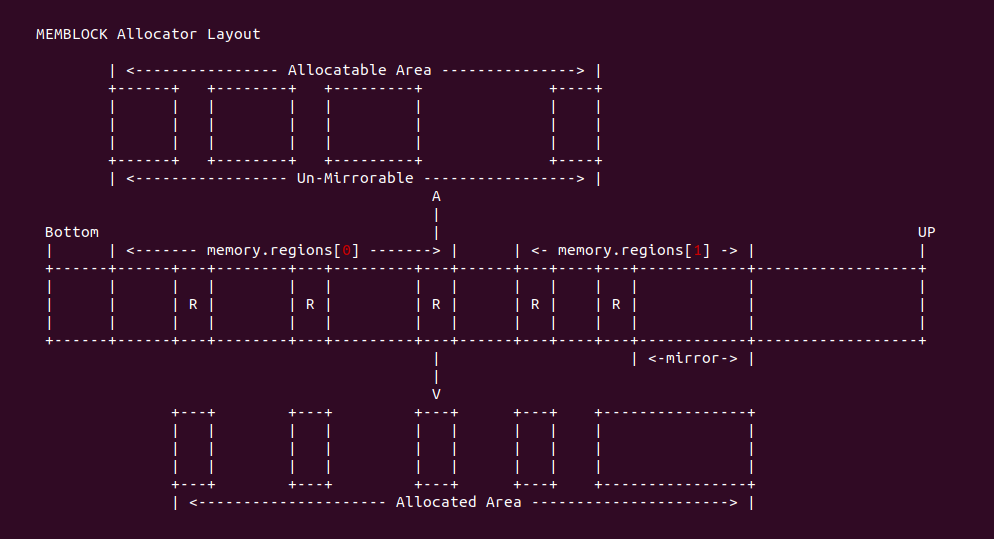 MEMBLOCK Allocator Layout
| <---------------- Allocatable Area ---------------> |
+------+   +--------+   +---------+              +----+
|      |   |        |   |         |              |    |
|      |   |        |   |         |              |    |
|      |   |        |   |         |              |    |
+------+   +--------+   +---------+              +----+
| <----------------- Un-Mirrorable -----------------> |
A
|
Bottom | UP
|      | <------- memory.regions[0] -------> |      | <- memory.regions[1] -> |                  |
+------+------+---+--------+---+---------+---+------+---+----+---+------------+------------------+
|      |      |   |        |   |         |   |      |   |    |   |            |                  |
|      |      | R |        | R |         | R |      | R |    | R |            |                  |
|      |      |   |        |   |         |   |      |   |    |   |            |                  |
+------+------+---+--------+---+---------+---+------+---+----+---+------------+------------------+
|                     | <-mirror-> |
|
V
+---+        +---+         +---+      +---+    +----------------+
|   |        |   |         |   |      |   |    |                |
|   |        |   |         |   |      |   |    |                |
|   |        |   |         |   |      |   |    |                |
+---+        +---+         +---+      +---+    +----------------+
| <--------------------- Allocated Area ----------------------> |